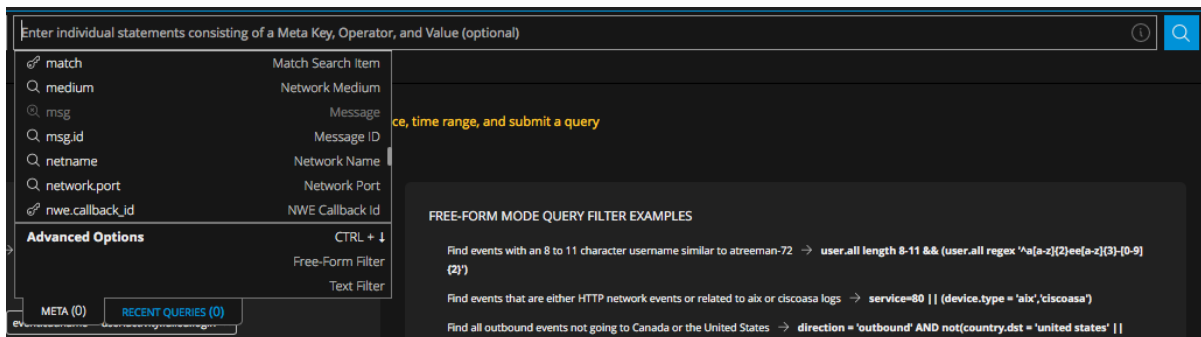 Enter individual statements consisting of a Meta Key, Operator, and Value (optional)
match Match Search Item
medium Network Medium
msg Message
msg.id Message ID
netname Network Name
network.port Network Port
nwe.callback_id NWE Callback Id
Advanced Options CTRL + ↓
Free-Form Filter
Text Filter
META (0) RECENT QUERIES (0)
ce, time range, and submit a query
FREE-FORM MODE QUERY FILTER EXAMPLES
Find events with an 8 to 11 character username similar to atreeman-72 → user.all length 8-11 && (user.all regex '^a[a-z]{2}ee[a-z]{3}-[0-9]
{2}')
Find events that are either HTTP network events or related to aix or ciscoasa logs → service=80 || (device.type = 'aix','ciscoasa')
Find all outbound events not going to Canada or the United States → direction = 'outbound' AND not(country.dst = 'united states' ||